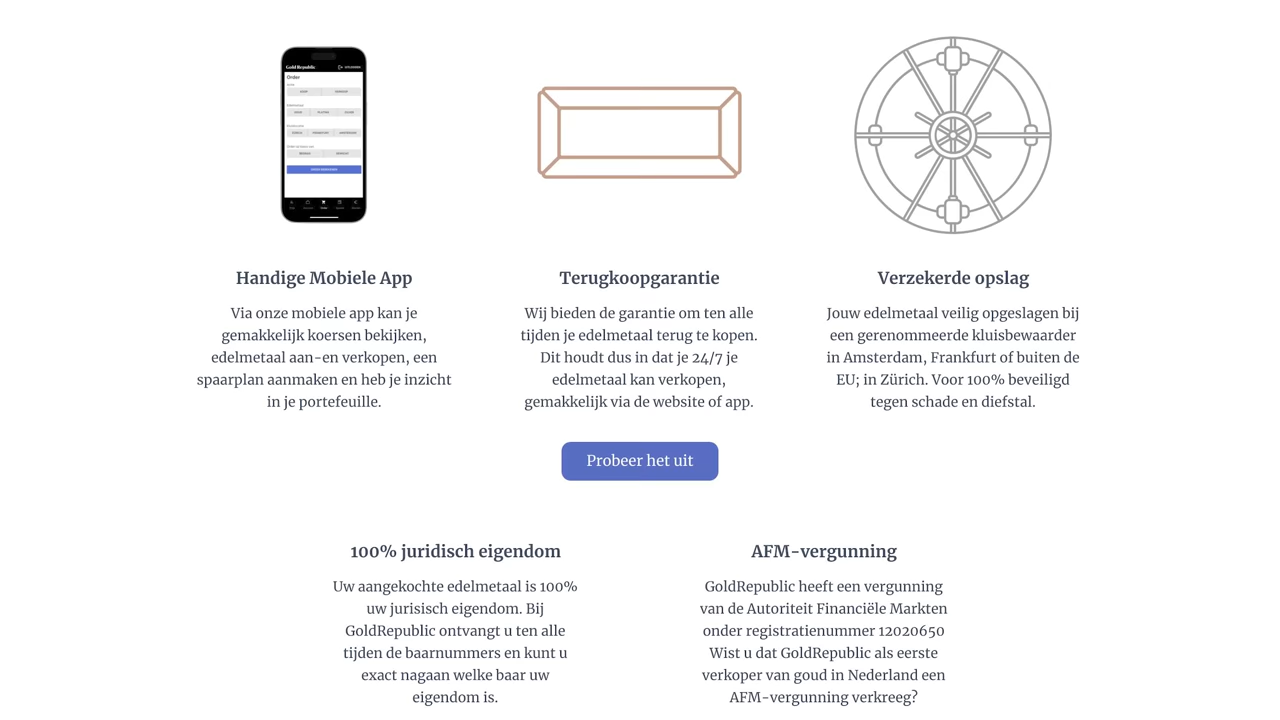 Gold Republic
Order
Handige Mobiele App
Via onze mobiele app kan je
gemakkelijk koersen bekijken,
edelmetaal aan-en verkopen, een
spaarplan aanmaken en heb je inzicht
in je portefeuille.
Terugkoopgarantie
Wij bieden de garantie om ten alle
tijden je edelmetaal terug te kopen.
Dit houdt dus in dat je 24/7 je
edelmetaal kan verkopen,
gemakkelijk via de website of app.
Verzekerde opslag
Jouw edelmetaal veilig opgeslagen bij
een gerenommeerde kluisbewaarder
in Amsterdam, Frankfurt of buiten de
EU; in Zürich. Voor 100% beveiligd
tegen schade en diefstal.
Probeer het uit
100% juridisch eigendom
Uw aangekochte edelmetaal is 100%
uw jurisisch eigendom. Bij
GoldRepublic ontvangt u ten alle
tijden de baarnummers en kunt u
exact nagaan welke baar uw
eigendom is.
AFM-vergunning
GoldRepublic heeft een vergunning
van de Autoriteit Financiële Markten
onder registratienummer 12020650
Wist u dat GoldRepublic als eerste
verkoper van goud in Nederland een
AFM-vergunning verkreeg?